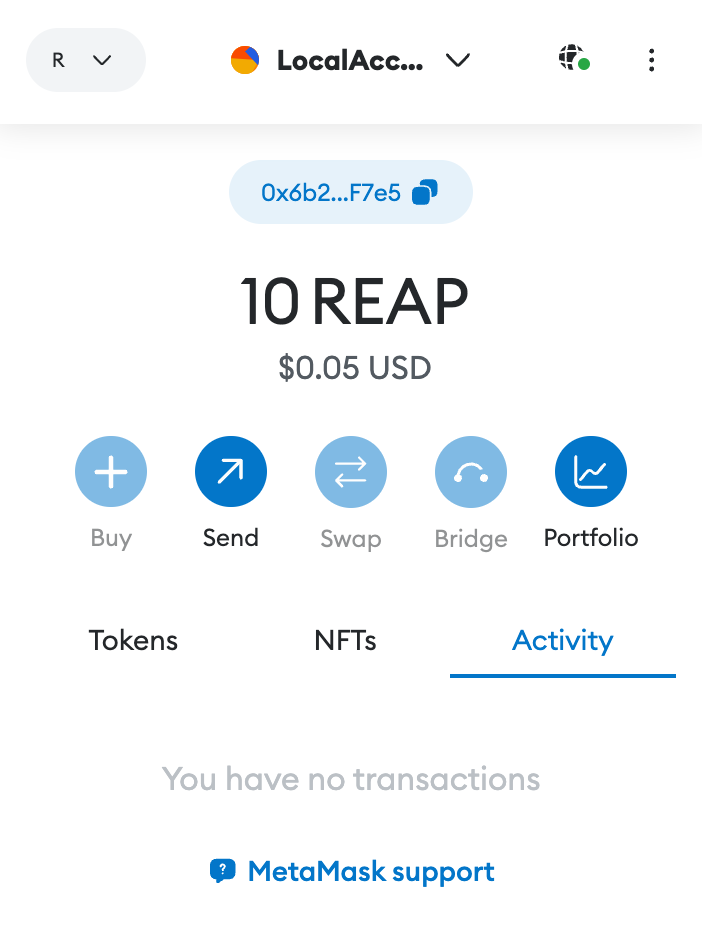 R LocalAcc...
0x6b2...F7e5
10 REAP
$0.05 USD
Buy Send Swap Bridge Portfolio
Tokens NFTs Activity
You have no transactions
? MetaMask support